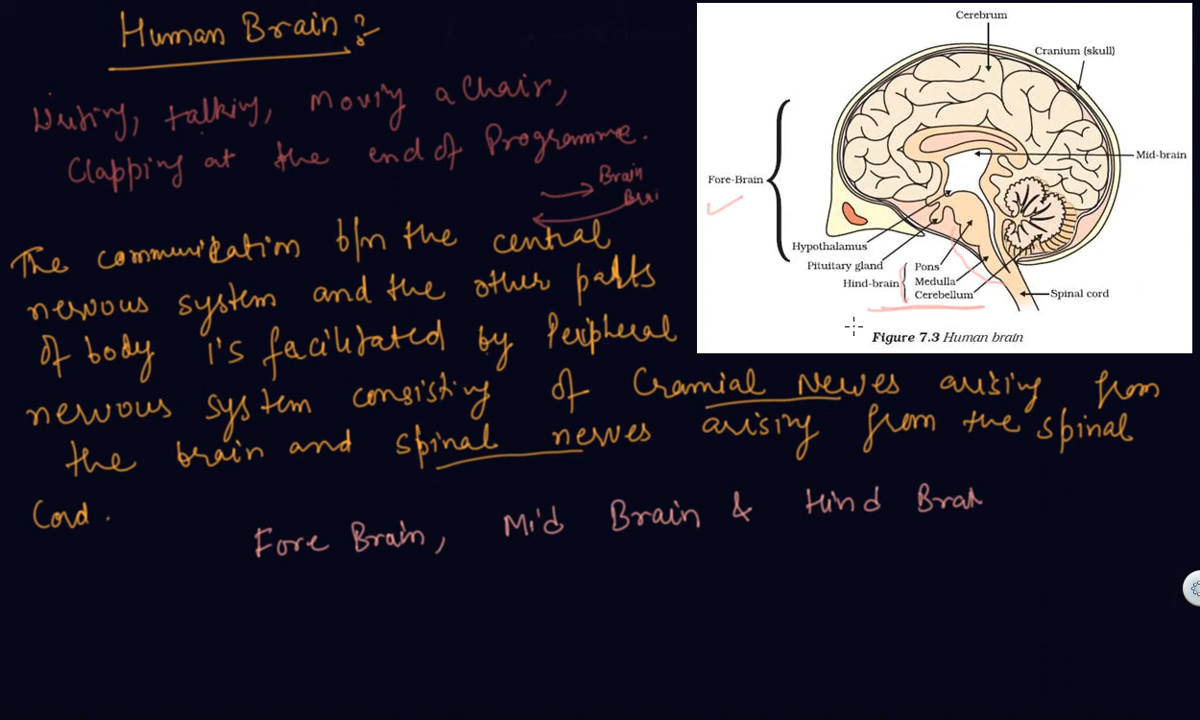 Human Brain :-
Writing, talking, moving a chair,
Clapping at the end of Programme.
Brain
Brai
The communication b/n the central
nervous system and the other parts
of body is facilitated by Peripheral
nervous system consisting of Cranial nerves arising from
the brain and spinal nerves arising from the spinal
Cord.
Fore Brain, Mid Brain & Hind Brain
Cerebrum
Cranium (skull)
Mid-brain
Fore-Brain
Hypothalamus
Pituitary gland
Hind-brain
Pons
Medulla
Cerebellum
Spinal cord
Figure 7.3 Human brain